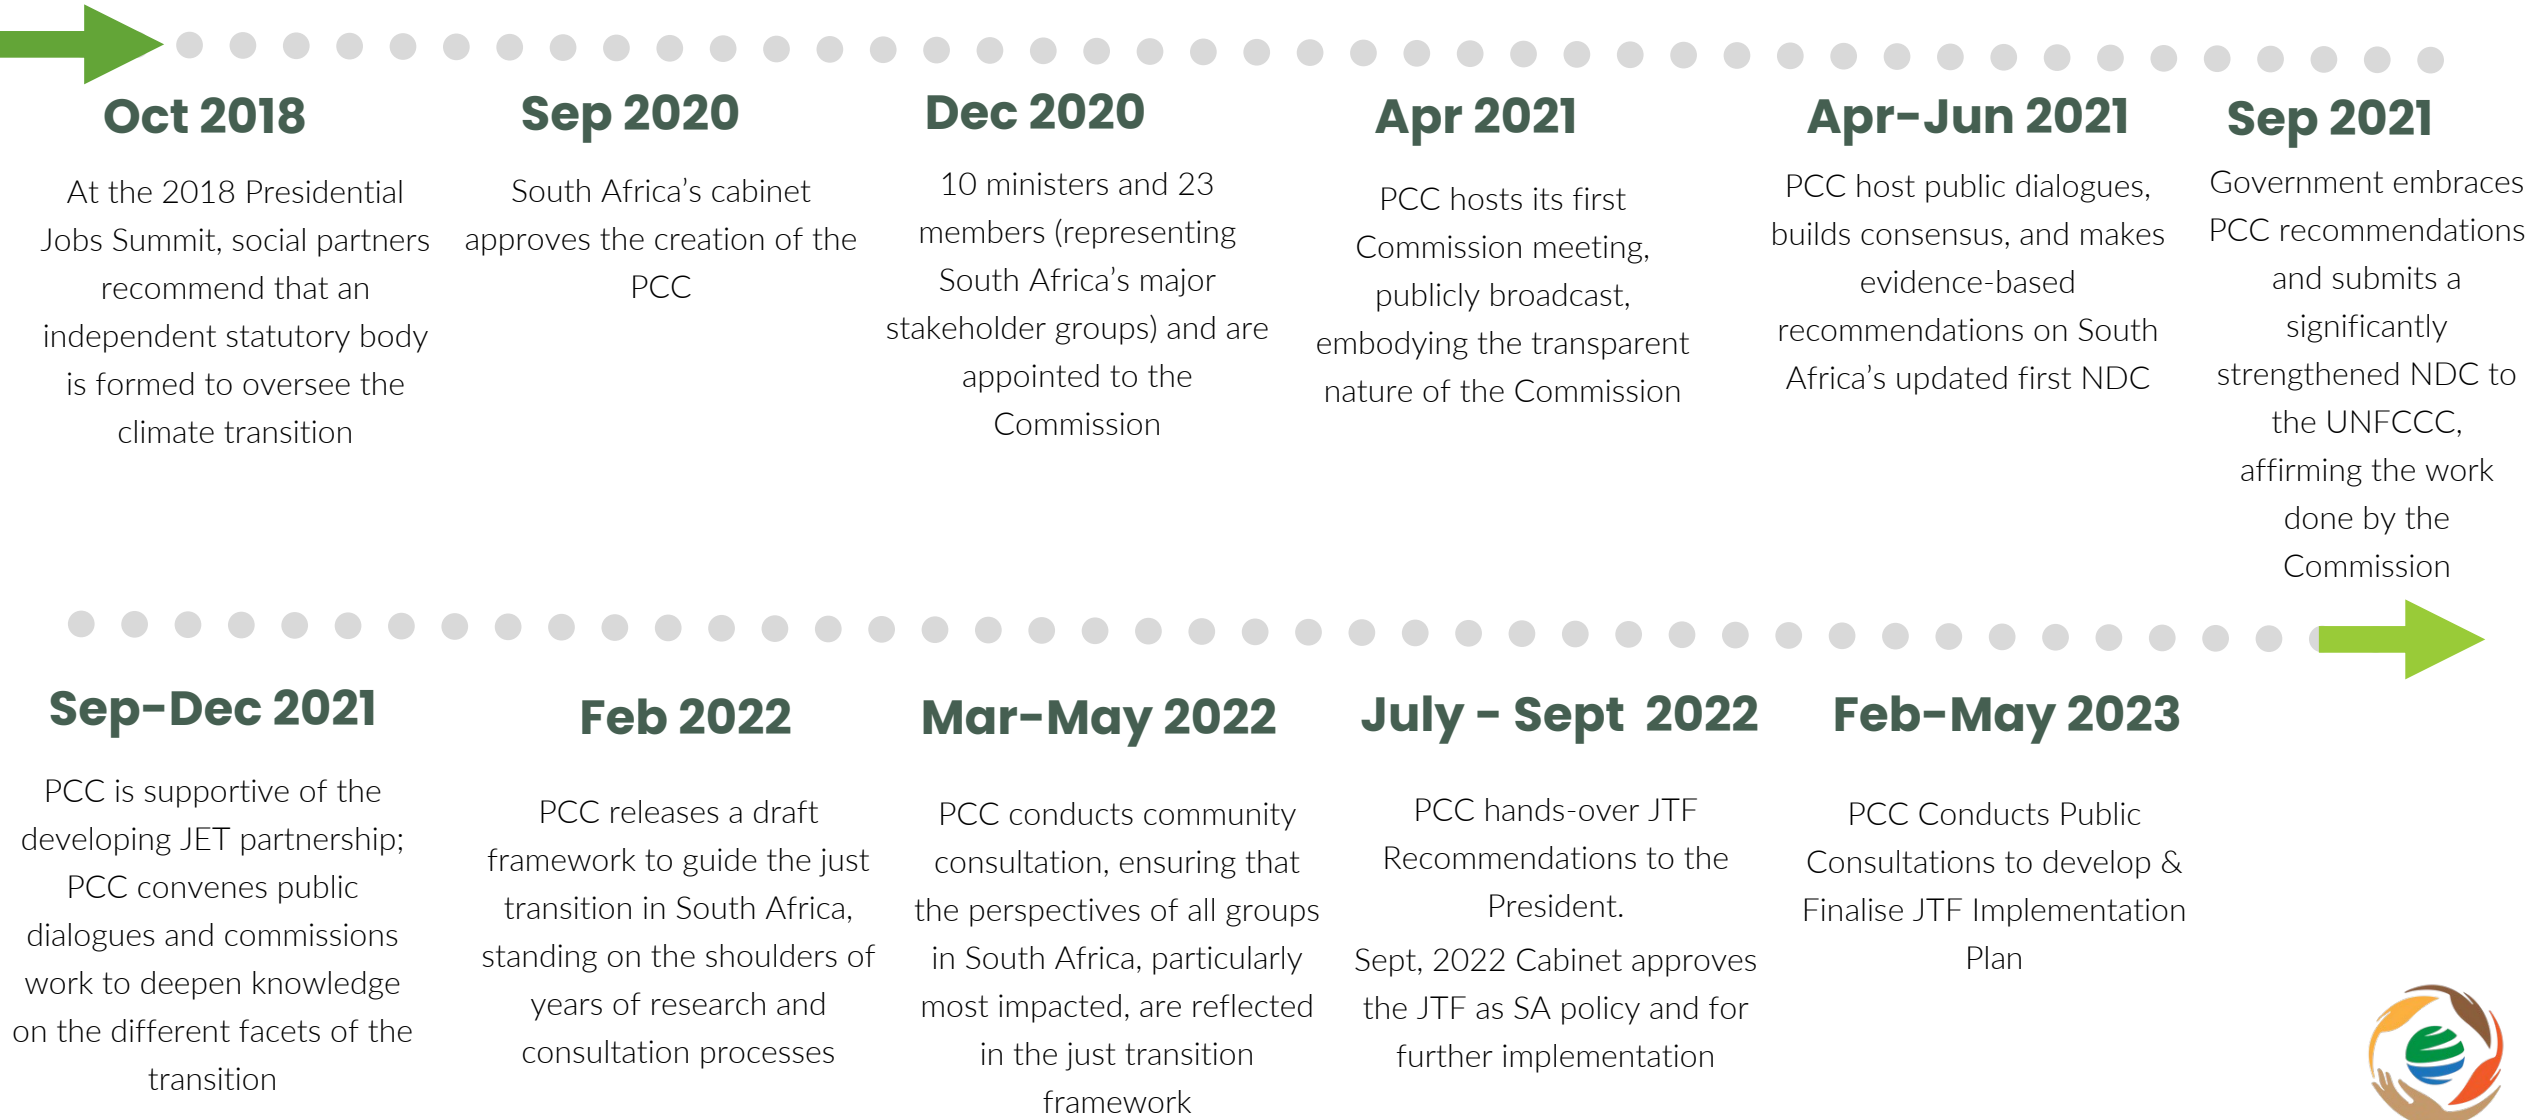 Oct 2018
At the 2018 Presidential
Jobs Summit, social partners
recommend that an
independent statutory body
is formed to oversee the
climate transition
Sep 2020
South Africa's cabinet
approves the creation of the
PCC
Dec 2020
10 ministers and 23
members (representing
South Africa's major
stakeholder groups) and are
appointed to the
Commission
Apr 2021
PCC hosts its first
Commission meeting,
publicly broadcast,
embodying the transparent
nature of the Commission
Apr-Jun 2021
PCC host public dialogues,
builds consensus, and makes
evidence-based
recommendations on South
Africa's updated first NDC
Sep 2021
Government embraces
PCC recommendations
and submits a
significantly
strengthened NDC to
the UNFCCC,
affirming the work
done by the
Commission
Sep-Dec 2021
PCC is supportive of the
developing JET partnership;
PCC convenes public
dialogues and commissions
work to deepen knowledge
on the different facets of the
transition
Feb 2022
PCC releases a draft
framework to guide the just
transition in South Africa,
standing on the shoulders of
years of research and
consultation processes
Mar-May 2022
PCC conducts community
consultation, ensuring that
the perspectives of all groups
in South Africa, particularly
most impacted, are reflected
in the just transition
framework
July - Sept 2022
PCC hands-over JTF
Recommendations to the
President.
Sept, 2022 Cabinet approves
the JTF as SA policy and for
further implementation
Feb-May 2023
PCC Conducts Public
Consultations to develop &
Finalise JTF Implementation
Plan